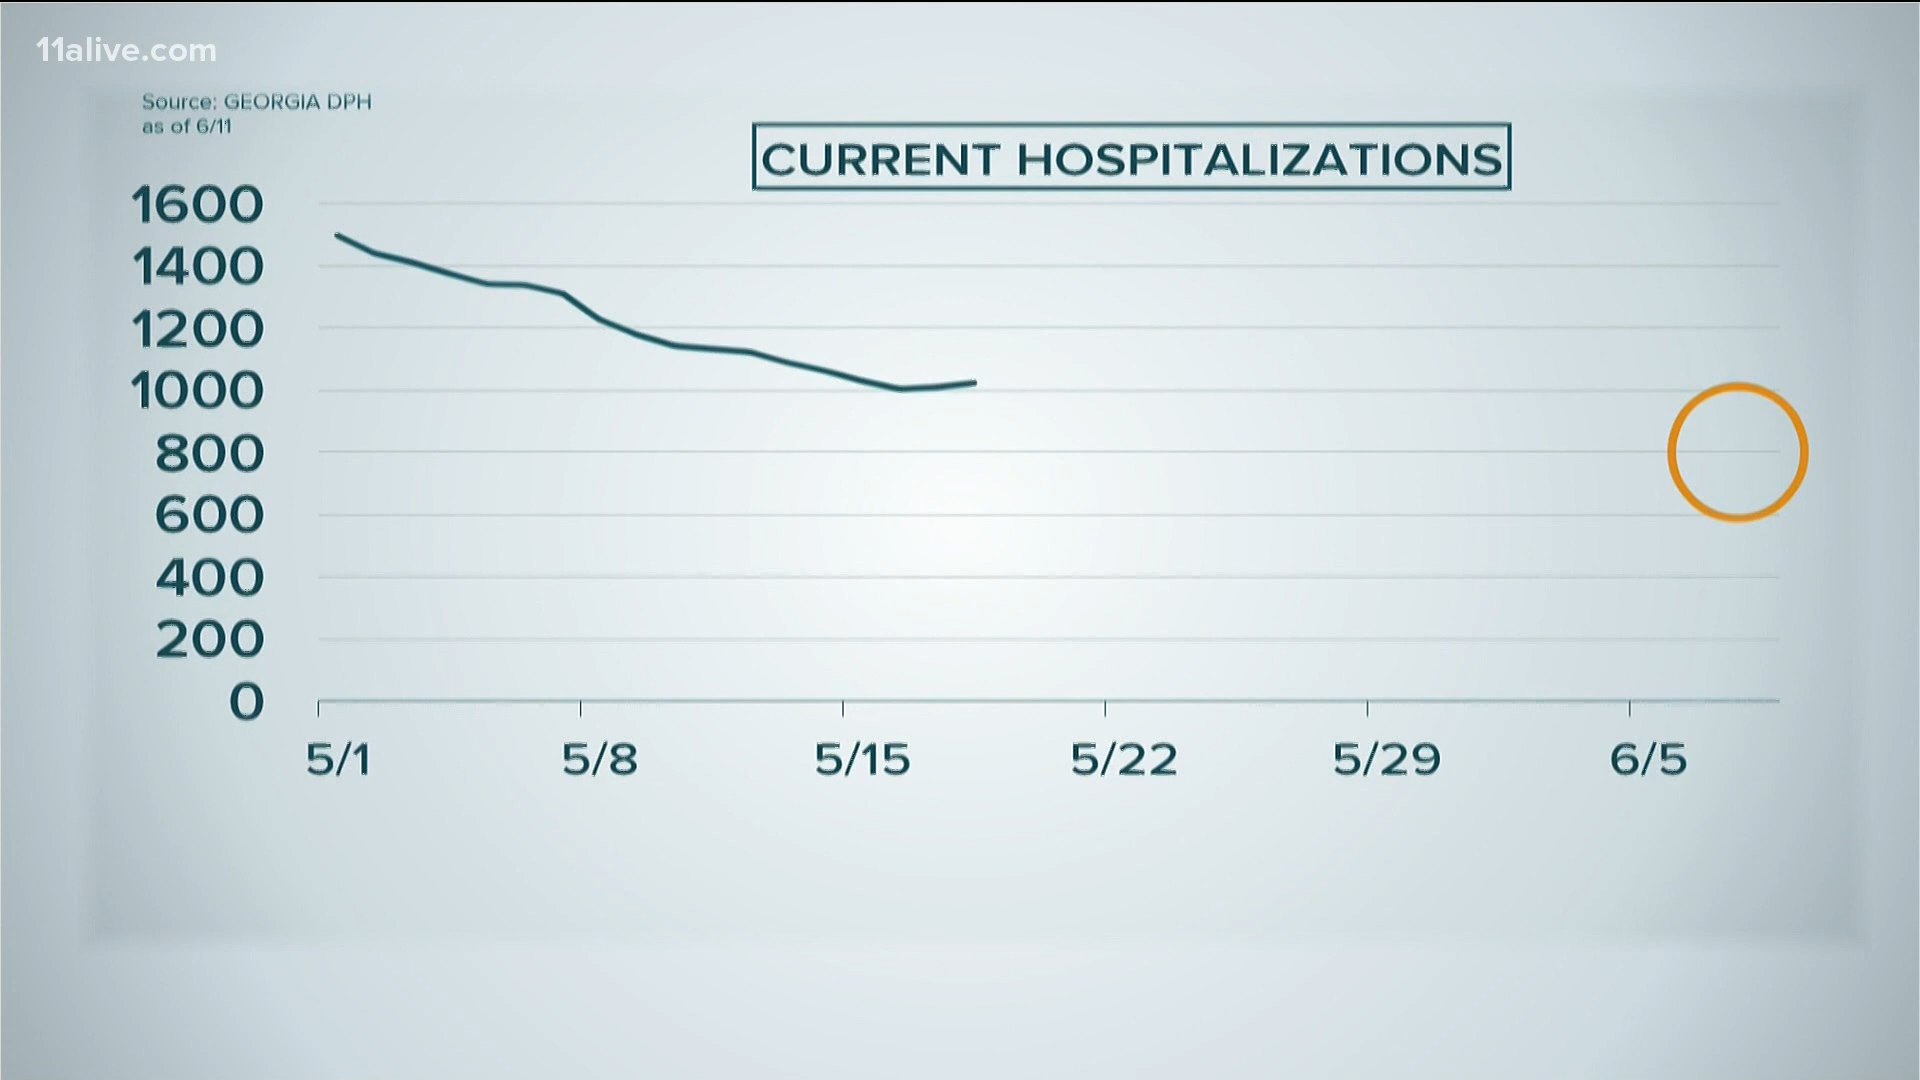 11alive.com
Source: GEORGIA DPH
as of 6/11
CURRENT HOSPITALIZATIONS
1600
1400
1200
1000
800
600
400
200
0
5/1 5/8 5/15 5/22 5/29 6/5